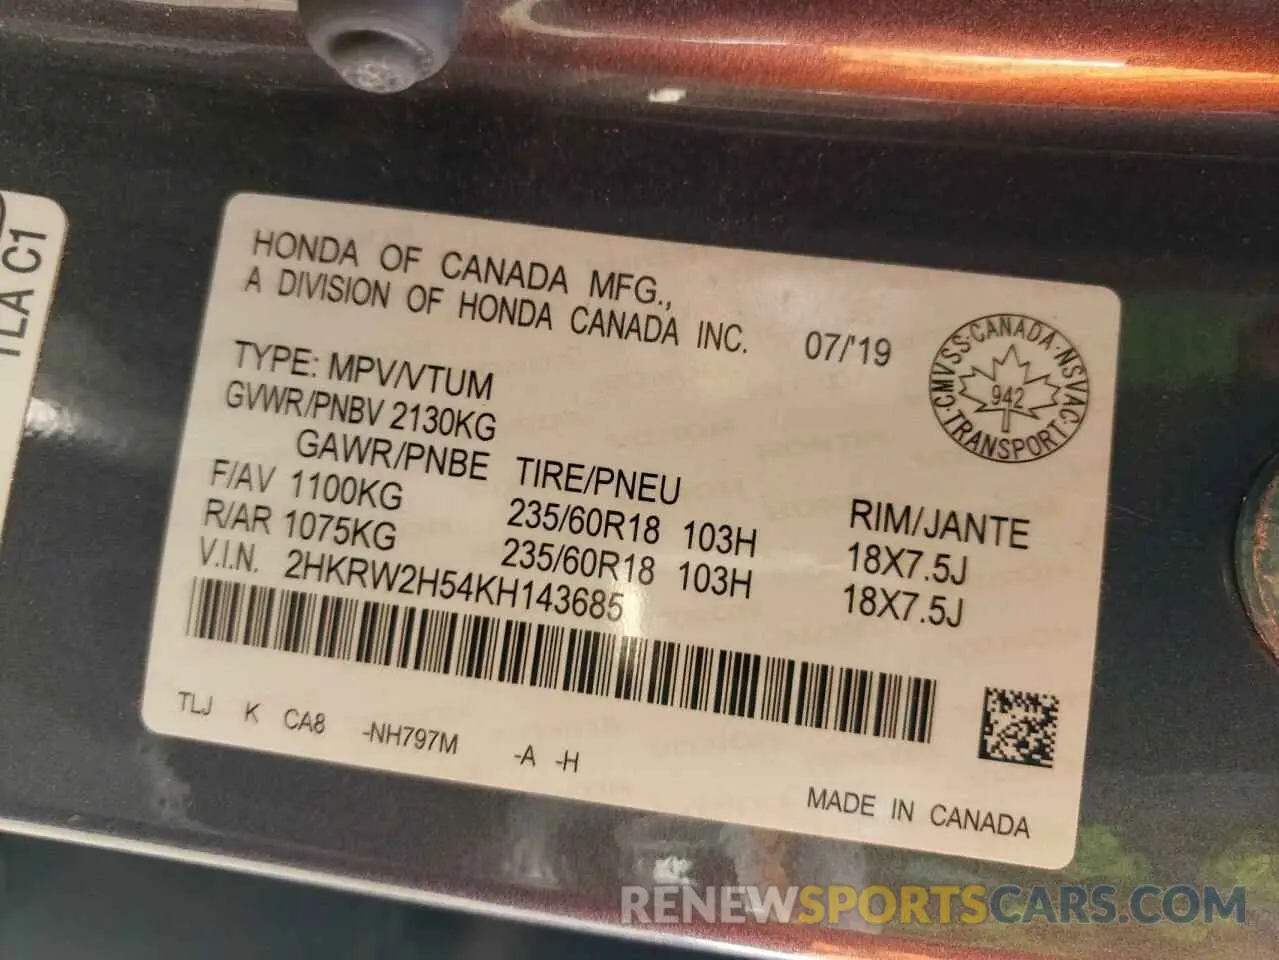 TLA C1
HONDA OF CANADA MFG.,
A DIVISION OF HONDA CANADA INC.
07/'19
TYPE: MPV/VTUM
GVWR/PNBV 2130KG
GAWR/PNBE TIRE/PNEU RIM/JANTE
F/AV 1100KG 235/60R18 103H 18X7.5J
R/AR 1075KG 235/60R18 103H 18X7.5J
V.I.N. 2HKRW2H54KH143685
CMVSS·CANADA·NSVAC·TRANSPORT·
942
TLJ K CA8 -NH797M -A -H
MADE IN CANADA
RENEWSPORTSCARS.COM